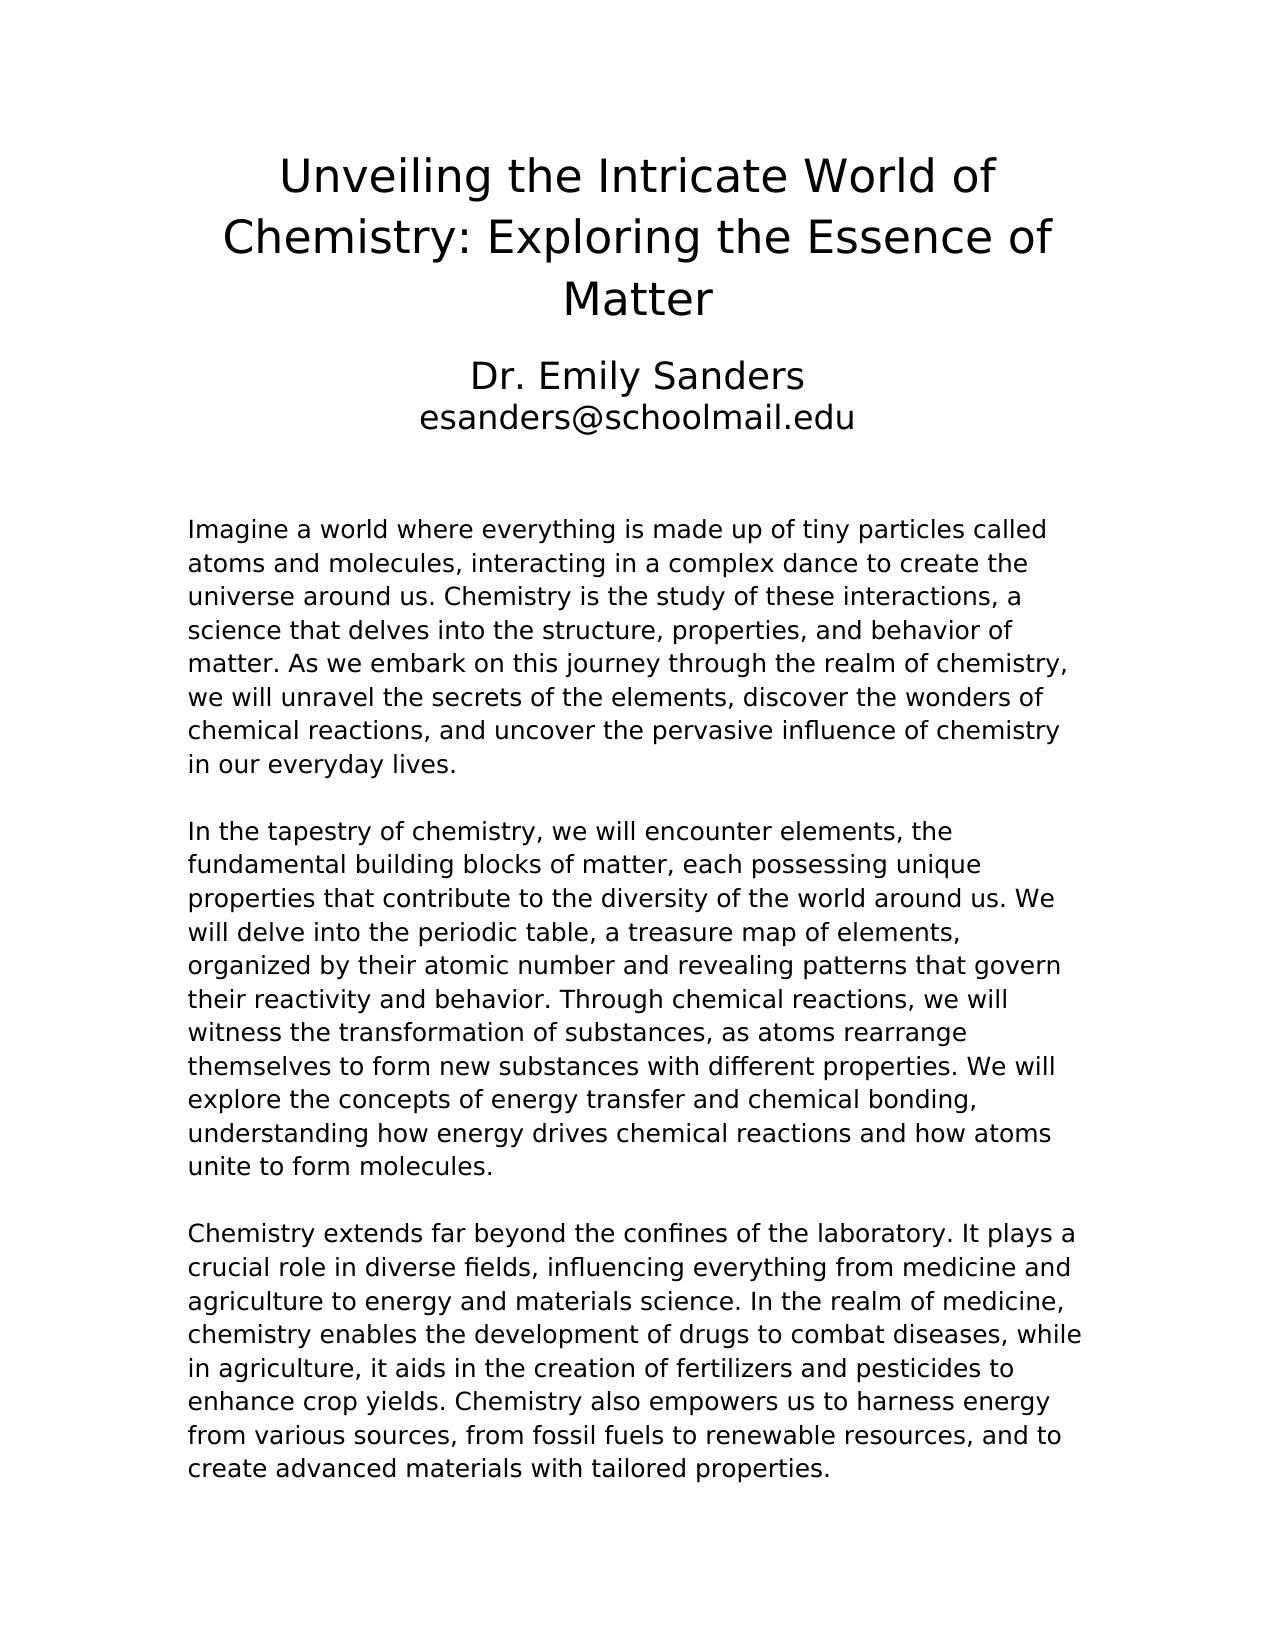 Unveiling the Intricate World of
Chemistry: Exploring the Essence of
Matter
Dr. Emily Sanders
esanders@schoolmail.edu
Imagine a world where everything is made up of tiny particles called
atoms and molecules, interacting in a complex dance to create the
universe around us. Chemistry is the study of these interactions, a
science that delves into the structure, properties, and behavior of
matter. As we embark on this journey through the realm of chemistry,
we will unravel the secrets of the elements, discover the wonders of
chemical reactions, and uncover the pervasive influence of chemistry
in our everyday lives.
In the tapestry of chemistry, we will encounter elements, the
fundamental building blocks of matter, each possessing unique
properties that contribute to the diversity of the world around us. We
will delve into the periodic table, a treasure map of elements,
organized by their atomic number and revealing patterns that govern
their reactivity and behavior. Through chemical reactions, we will
witness the transformation of substances, as atoms rearrange
themselves to form new substances with different properties. We will
explore the concepts of energy transfer and chemical bonding,
understanding how energy drives chemical reactions and how atoms
unite to form molecules.
Chemistry extends far beyond the confines of the laboratory. It plays a
crucial role in diverse fields, influencing everything from medicine and
agriculture to energy and materials science. In the realm of medicine,
chemistry enables the development of drugs to combat diseases, while
in agriculture, it aids in the creation of fertilizers and pesticides to
enhance crop yields. Chemistry also empowers us to harness energy
from various sources, from fossil fuels to renewable resources, and to
create advanced materials with tailored properties.